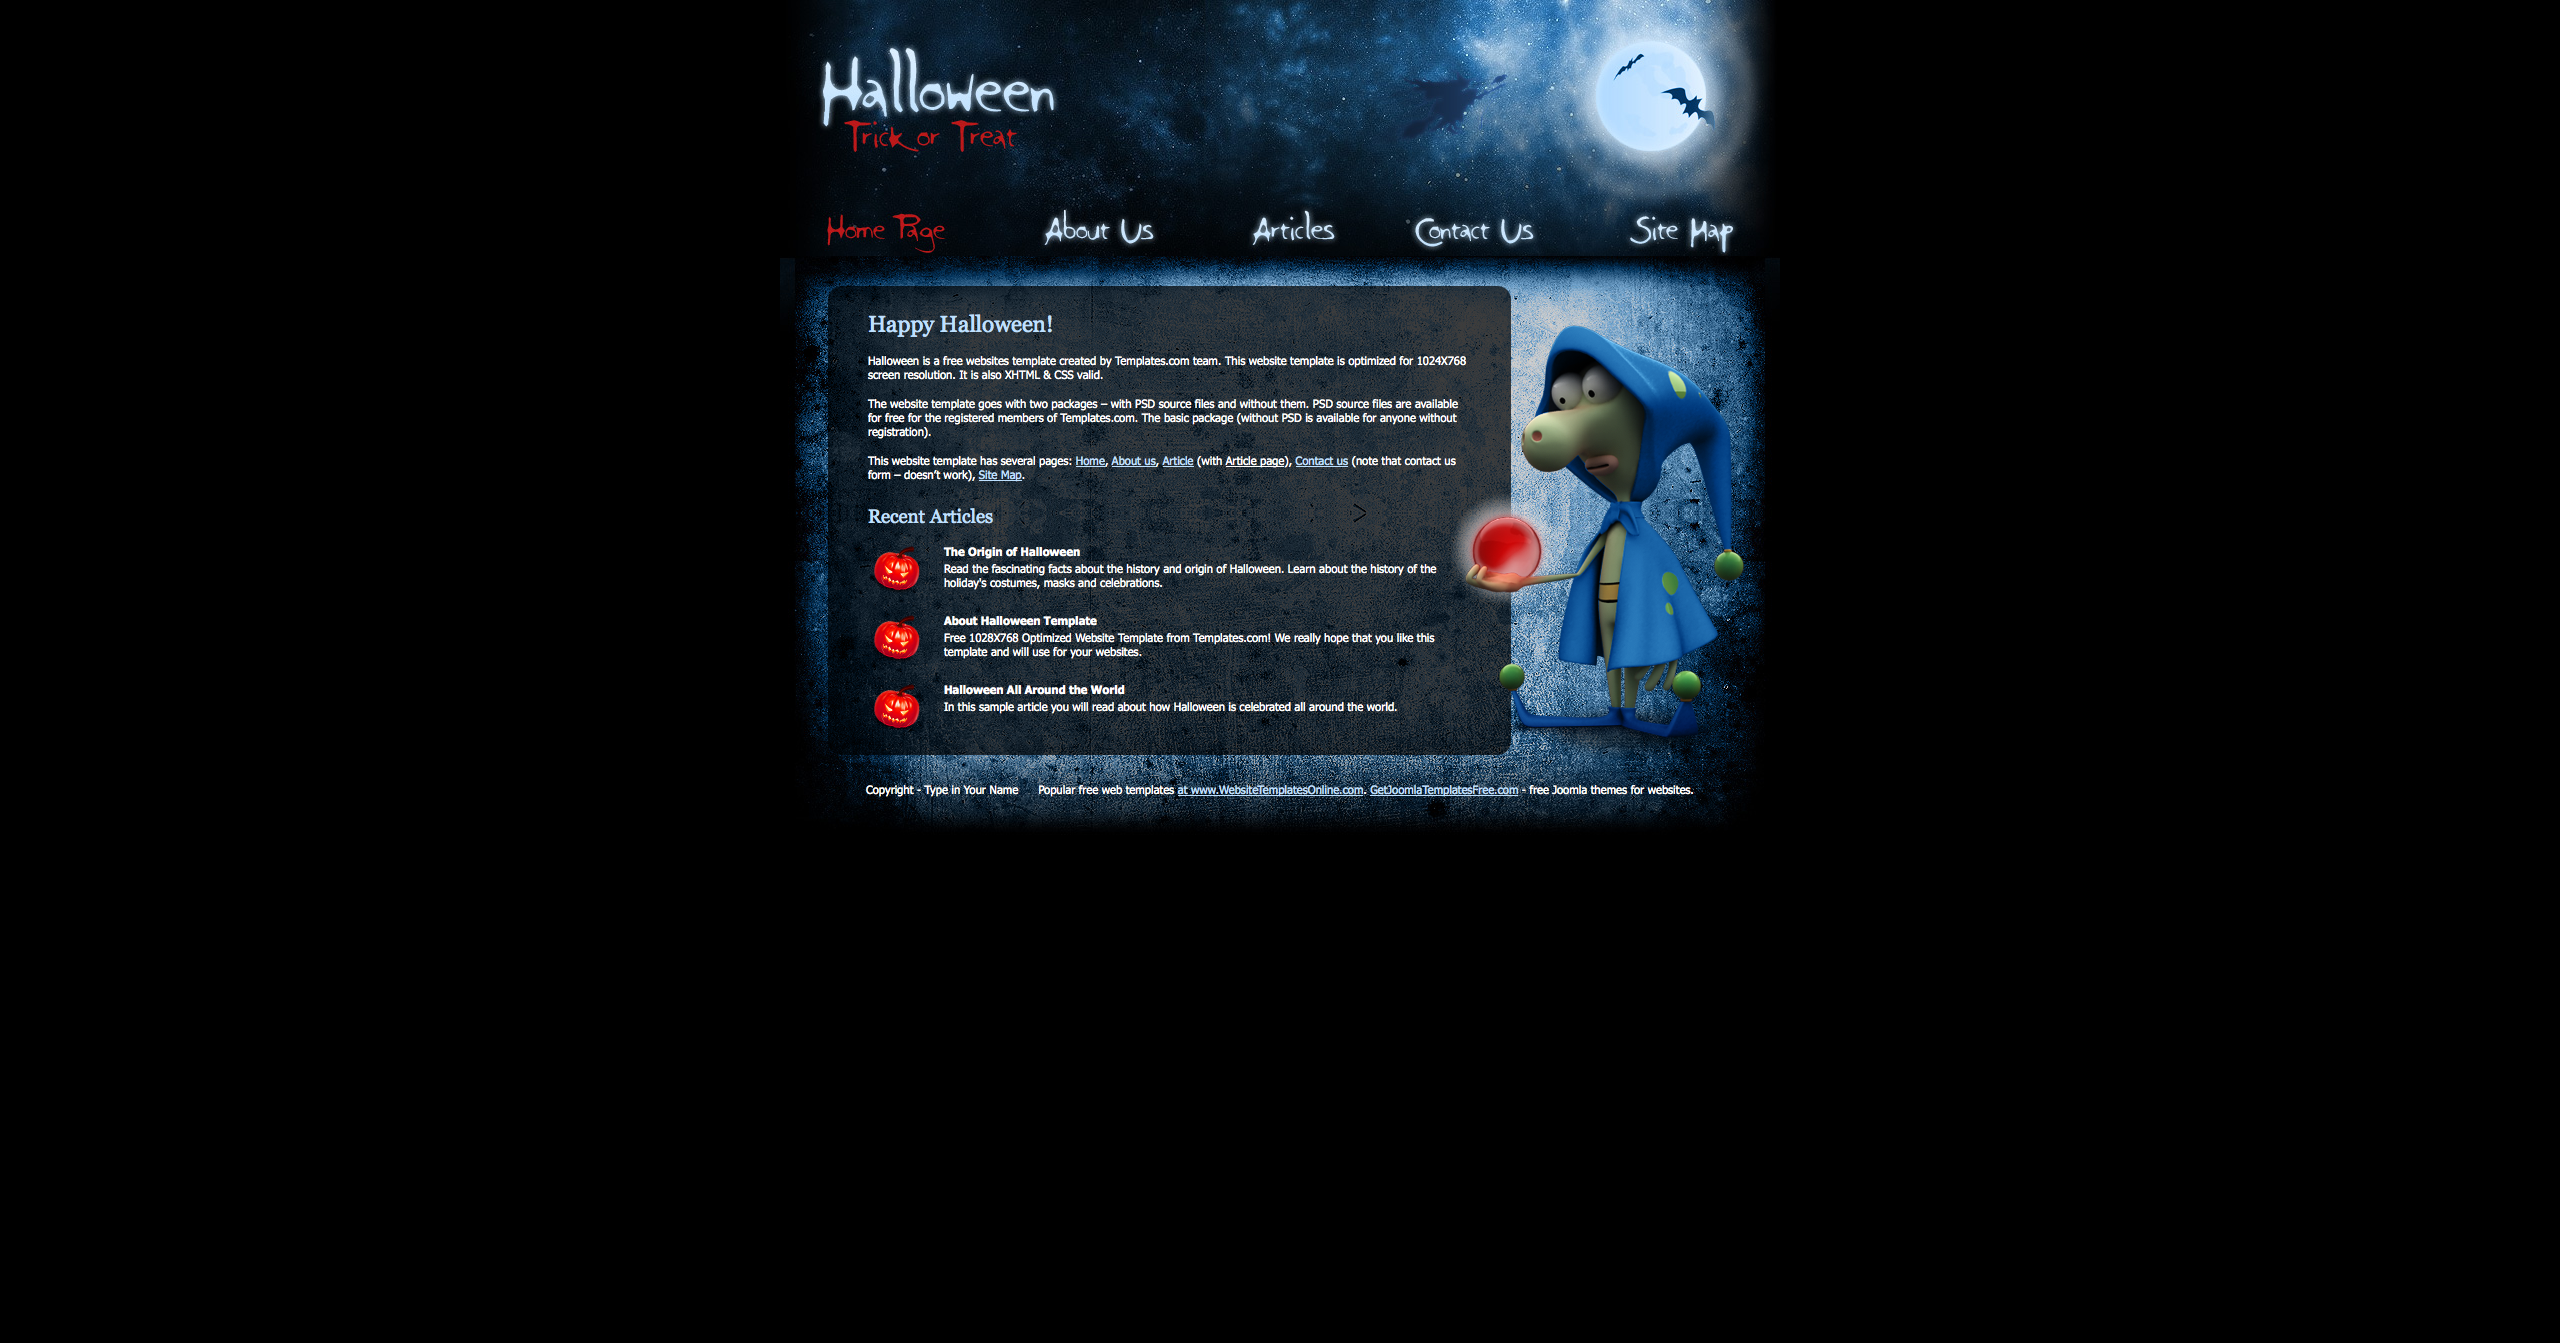 Halloween
Trick or Treat
Home Page About Us Articles Contact Us Site Map
Happy Halloween!
Halloween is a free websites template created by Templates.com team. This website template is optimized for 1024X768
screen resolution. It is also XHTML & CSS valid.
The website template goes with two packages – with PSD source files and without them. PSD source files are available
for free for the registered members of Templates.com. The basic package (without PSD is available for anyone without
registration).
This website template has several pages: Home, About us, Article (with Article page), Contact us (note that contact us
form – doesn't work), Site Map.
Recent Articles
The Origin of Halloween
Read the fascinating facts about the history and origin of Halloween. Learn about the history of the
holiday's costumes, masks and celebrations.
About Halloween Template
Free 1028X768 Optimized Website Template from Templates.com! We really hope that you like this
template and will use for your websites.
Halloween All Around the World
In this sample article you will read about how Halloween is celebrated all around the world.
Copyright - Type in Your Name Popular free web templates at www.WebsiteTemplatesOnline.com. GetJoomlaTemplatesFree.com - free Joomla themes for websites.